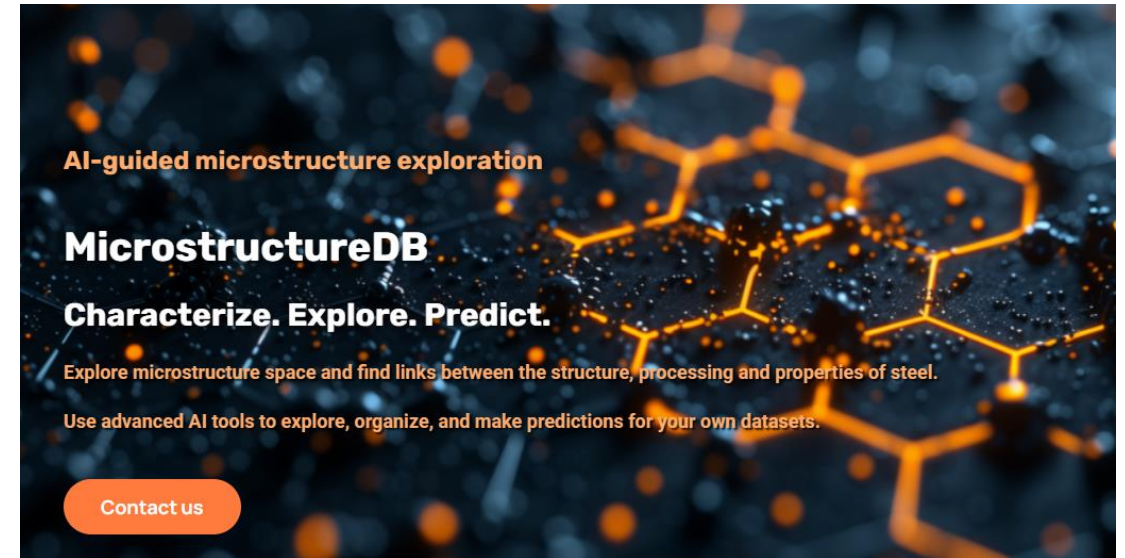 AI-guided microstructure exploration
MicrostructureDB
Characterize. Explore. Predict.
Explore microstructure space and find links between the structure, processing and properties of steel.
Use advanced AI tools to explore, organize, and make predictions for your own datasets.
Contact us